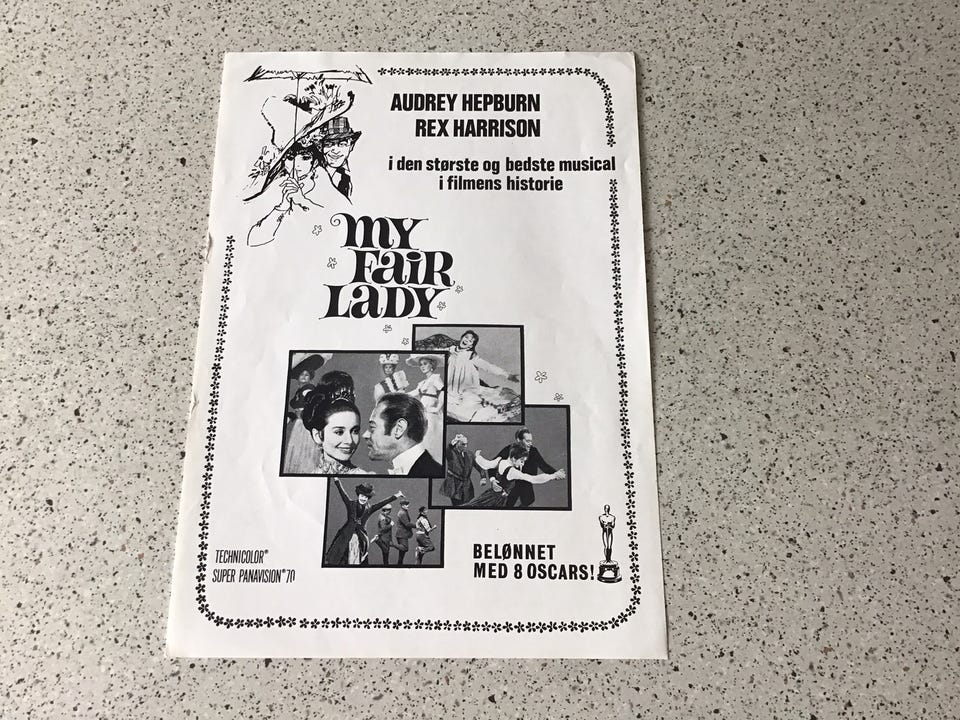 AUDREY HEPBURN
REX HARRISON
i den største og bedste musical
i filmens historie
MY
FAIR
LADY
TECHNICOLOR®
SUPER PANAVISION® 70
BELØNNET
MED 8 OSCARS!